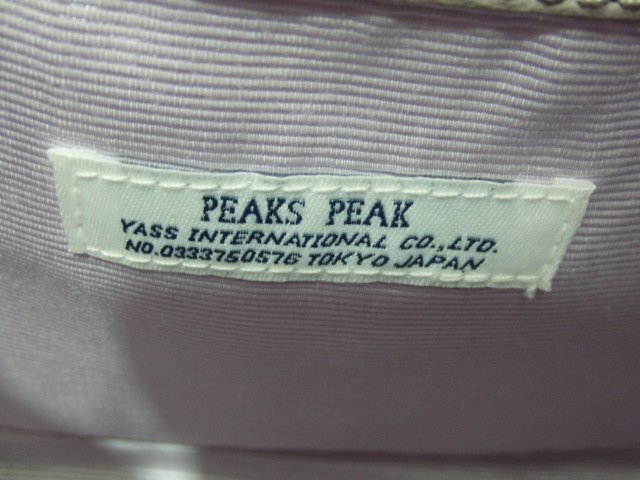 PEAKS PEAK
YASS INTERNATIONAL CO.,LTD.
NO.0333750576 TOKYO JAPAN